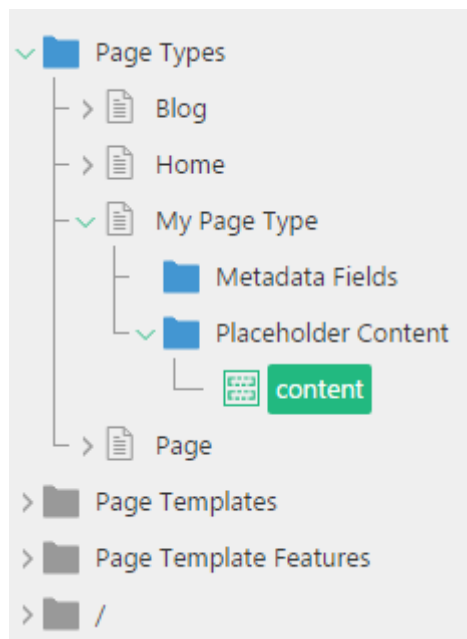 Page Types
Blog
Home
My Page Type
Metadata Fields
Placeholder Content
content
Page
Page Templates
Page Template Features
/